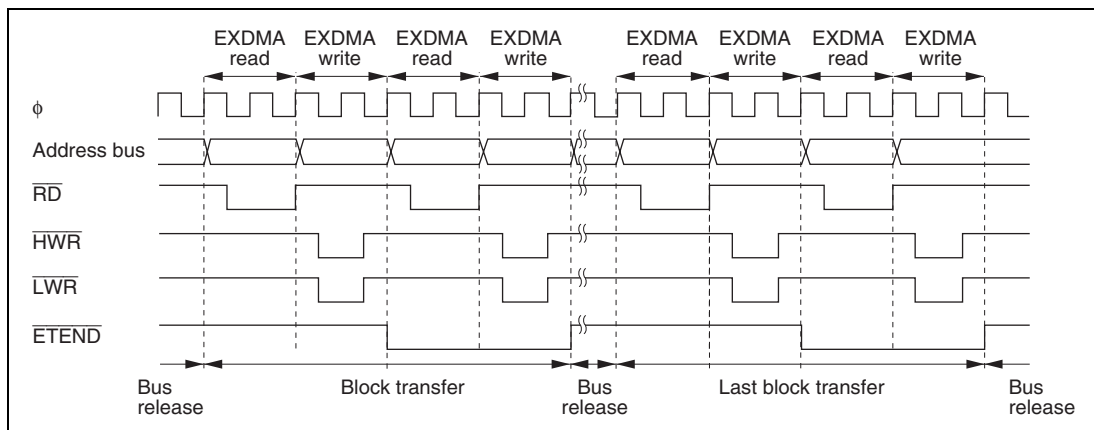 EXDMA read
EXDMA write
EXDMA read
EXDMA write
EXDMA read
EXDMA write
EXDMA read
EXDMA write
φ
Address bus
RD
HWR
LWR
ETEND
Bus release
Block transfer
Bus release
Last block transfer
Bus release